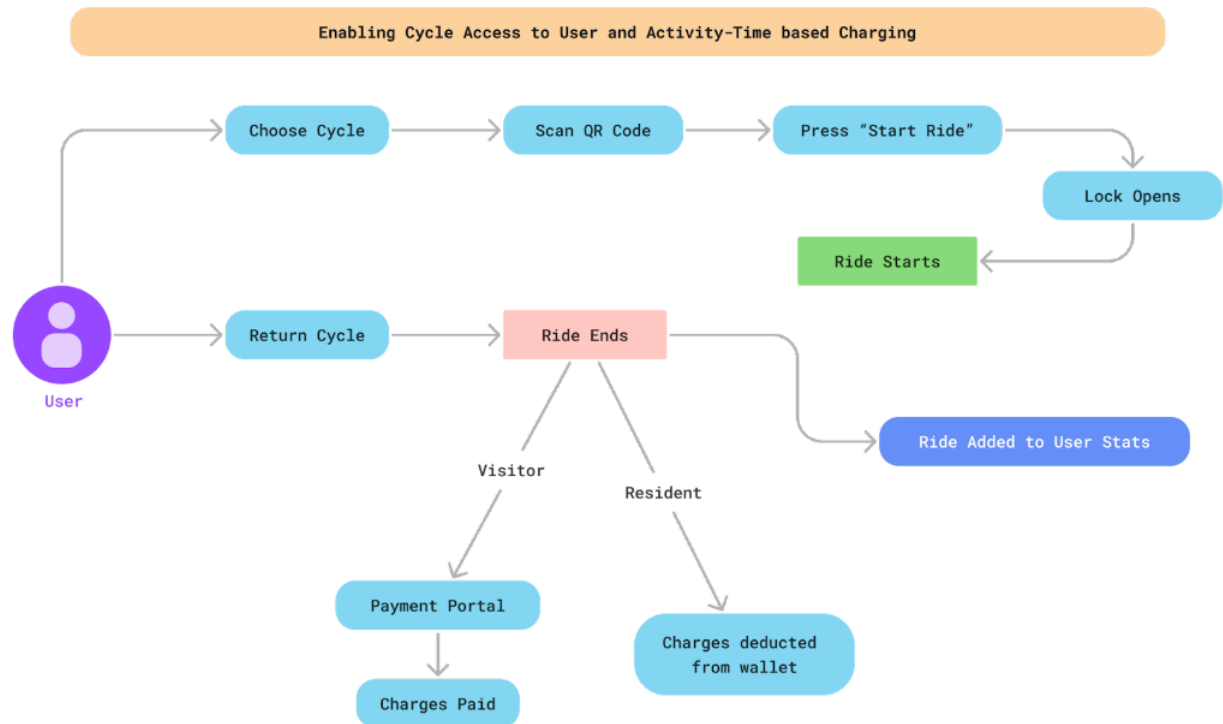 Enabling Cycle Access to User and Activity-Time based Charging
Choose Cycle
Scan QR Code
Press “Start Ride”
Lock Opens
Ride Starts
Return Cycle
Ride Ends
User
Ride Added to User Stats
Visitor
Resident
Payment Portal
Charges deducted
from wallet
Charges Paid